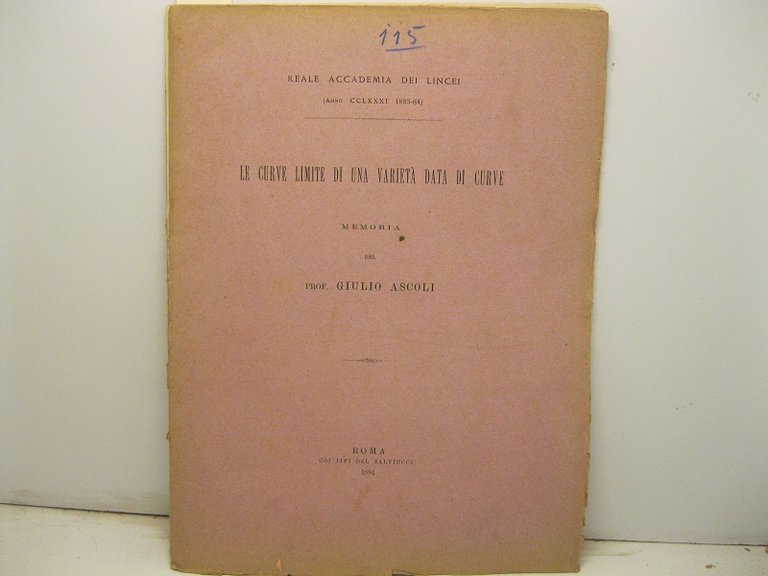 115
REALE ACCADEMIA DEI LINCEI
(ANNO CCLXXXI 1883-84)
LE CURVE LIMITE DI UNA VARIETÀ DATA DI CURVE
MEMORIA
DEL
PROF. GIULIO ASCOLI
ROMA
COI TIPI DEL SALVIUCCI
1884